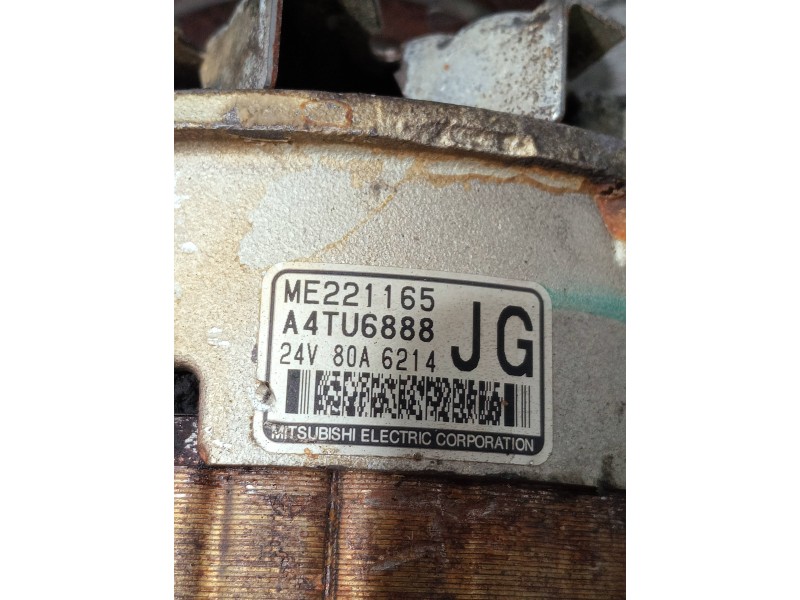 ME221165
A4TU6888
JG
24V 80A 6214
MITSUBISHI ELECTRIC CORPORATION